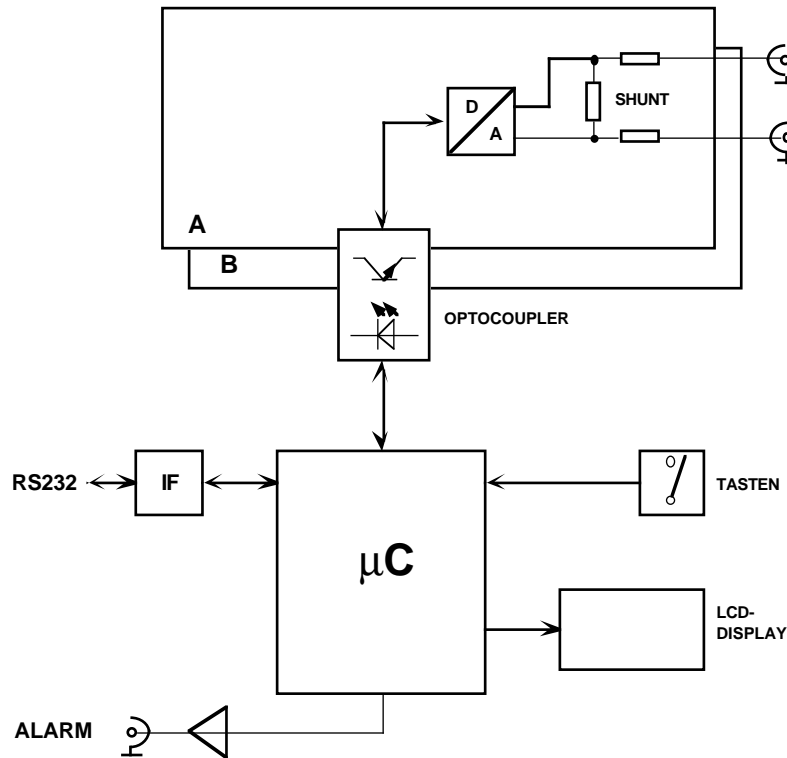 D
A
SHUNT
A
B
OPTOCOUPLER
RS232
IF
TASTEN
μC
LCD-
DISPLAY
ALARM